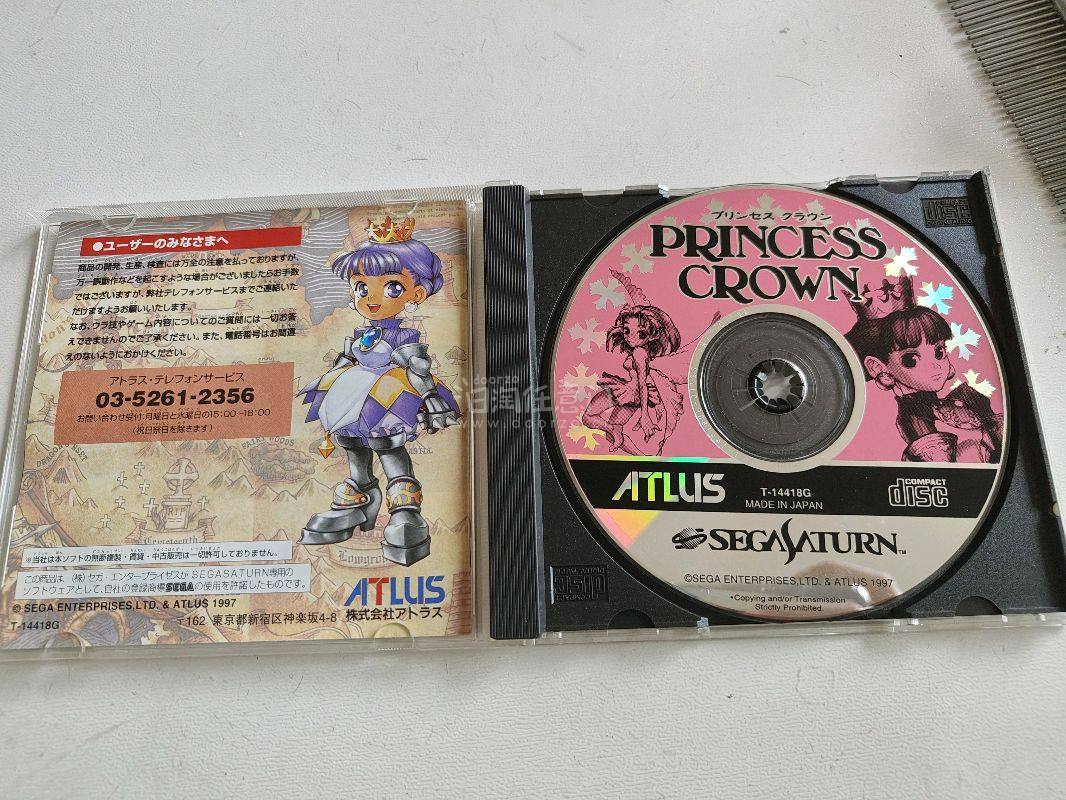 ●ユーザーのみなさまへ
商品の開発、生産、検査には万全の注意を払っておりますが、
万一誤動作などを起こすような場合がございましたらお手数
ではございますが、弊社テレフォンサービスまでご連絡いた
だけますようお願いいたします。
なお、ウラ技やゲーム内容についてのご質問には一切お答
えできませんのでご了承ください。また、電話番号はお間違
えのないようにおかけください。
アトラス・テレフォンサービス
03-5261-2356
お問い合わせ受付:月曜日と水曜日の15:00~18:00
(祝日祭日を除きます)
FAIRY WOODS
RIP
※当社は本ソフトの無断複製・賃貸・中古販売は一切許可しておりません。
この商品は、(株)セガ・エンタープライゼスが SEGASATURN専用の
ソフトウェアとして、自社の登録商標SEGAの使用を許諾したものです。
©SEGA ENTERPRISES,LTD. & ATLUS 1997
T-14418G
ATLUS
株式会社アトラス
〒162 東京都新宿区神楽坂4-8
プリンセス クラウン
PRINCESS
CROWN
ATLUS
T-14418G
MADE IN JAPAN
COMPACT
disc
SEGA SATURN™
©SEGA ENTERPRISES,LTD. & ATLUS 1997
•Copying and/or Transmission
Strictly Prohibited.
doorzo